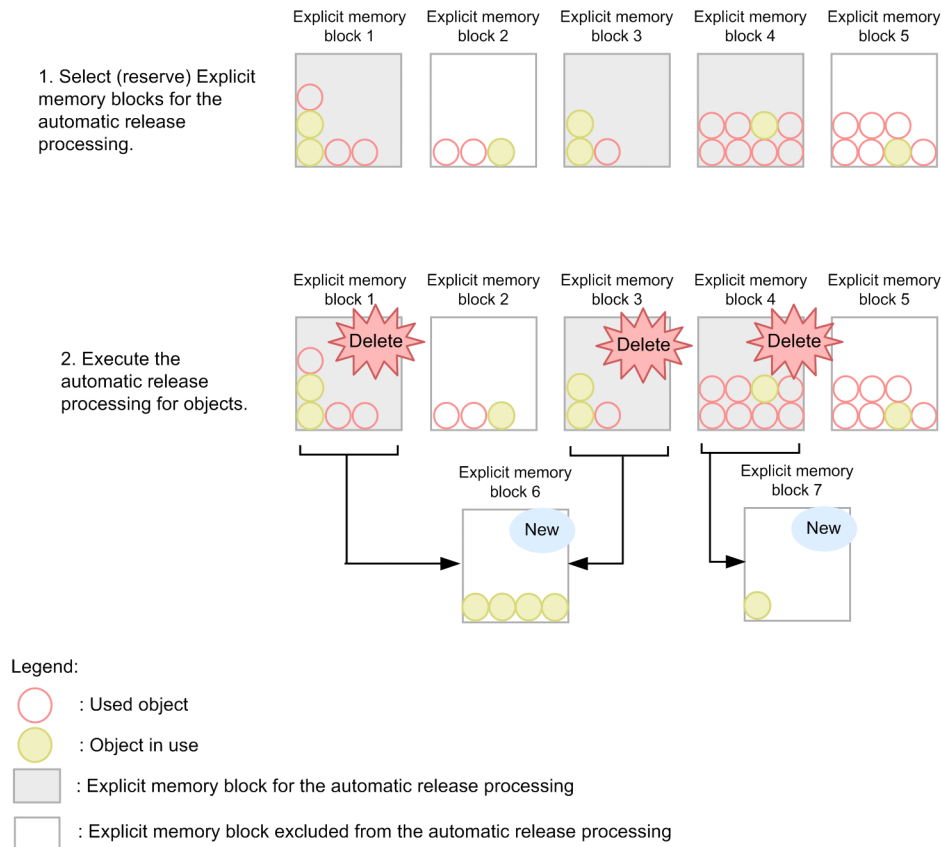 Explicit memory block 1
Explicit memory block 2
Explicit memory block 3
Explicit memory block 4
Explicit memory block 5
1. Select (reserve) Explicit
memory blocks for the
automatic release
processing.
Explicit memory block 1
Explicit memory block 2
Explicit memory block 3
Explicit memory block 4
Explicit memory block 5
Delete
Delete
Delete
2. Execute the
automatic release
processing for objects.
Explicit memory block 6
Explicit memory block 7
New
New
Legend:
: Used object
: Object in use
: Explicit memory block for the automatic release processing
: Explicit memory block excluded from the automatic release processing